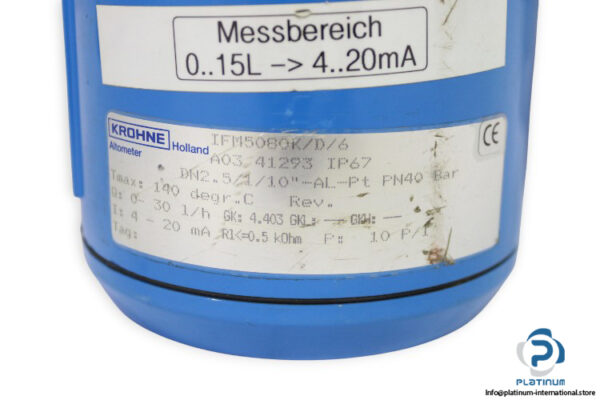 Messbereich
0..15L -> 4..20mA
KROHNE
Altometer
Holland
IFM5080K/D/6
A03 41293 IP67
DN2.5/1/10"-AL-Pt PN40 Bar
Tmax: 140 degr.C Rev.
Q: 0- 30 l/h GK: 4.403 GKL: — GKH: —
I: 4 - 20 mA RI<=0.5 kOhm P: 10 P/l
Tag:
CE
PLATINUM
Info@platinum-international.store